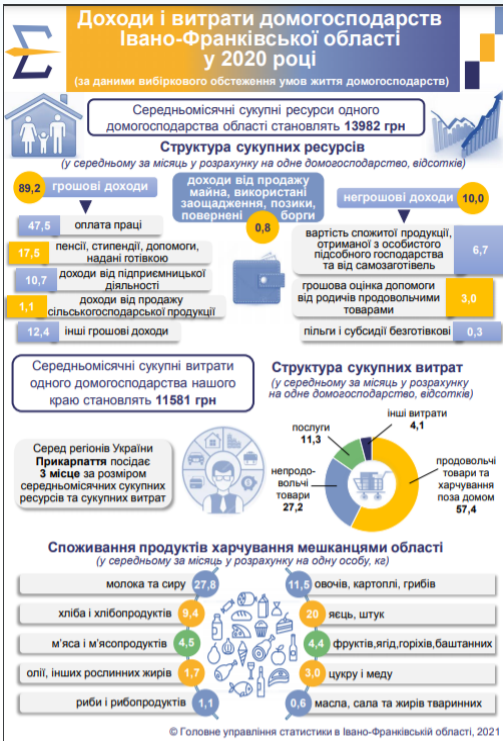 Доходи і витрати домогосподарств
Івано-Франківської області
у 2020 році
(за даними вибіркового обстеження умов життя домогосподарств)
Середньомісячні сукупні ресурси одного
домогосподарства області становлять 13982 грн
Структура сукупних ресурсів
(у середньому за місяць у розрахунку на одне домогосподарство, відсотків)
89,2 грошові доходи
47,5 оплата праці
17,5 пенсії, стипендії, допомоги,
надані готівкою
10,7 доходи від підприємницької
діяльності
1,1 доходи від продажу
сільськогосподарської продукції
12,4 інші грошові доходи
доходи від продажу
майна, використані
заощадження, позики,
повернені борги
0,8
негрошові доходи 10,0
вартість спожитої продукції,
отриманої з особистого
підсобного господарства
та від самозаготівель
6,7
грошова оцінка допомоги
від родичів продовольчими
товарами
3,0
пільги і субсидії безготівкові 0,3
Середньомісячні сукупні витрати
одного домогосподарства нашого
краю становлять 11581 грн
Серед регіонів України
Прикарпаття посідає
3 місце за розміром
середньомісячних сукупних
ресурсів та сукупних витрат
Структура сукупних витрат
(у середньому за місяць у розрахунку
на одне домогосподарство, відсотків)
інші витрати
4,1
послуги
11,3
непродо-
вольчі
товари
27,2
продовольчі
товари та
харчування
поза домом
57,4
Споживання продуктів харчування мешканцями області
(у середньому за місяць у розрахунку на одну особу, кг)
молока та сиру 27,8
хліба і хлібопродуктів 9,4
м'яса і м'ясопродуктів 4,5
олії, інших рослинних жирів 1,7
риби і рибопродуктів 1,1
11,5 овочів, картоплі, грибів
20 яєць, штук
4,4 фруктів,ягід,горіхів,баштанних
3,0 цукру і меду
0,6 масла, сала та жирів тваринних
© Головне управління статистики в Івано-Франківській області, 2021